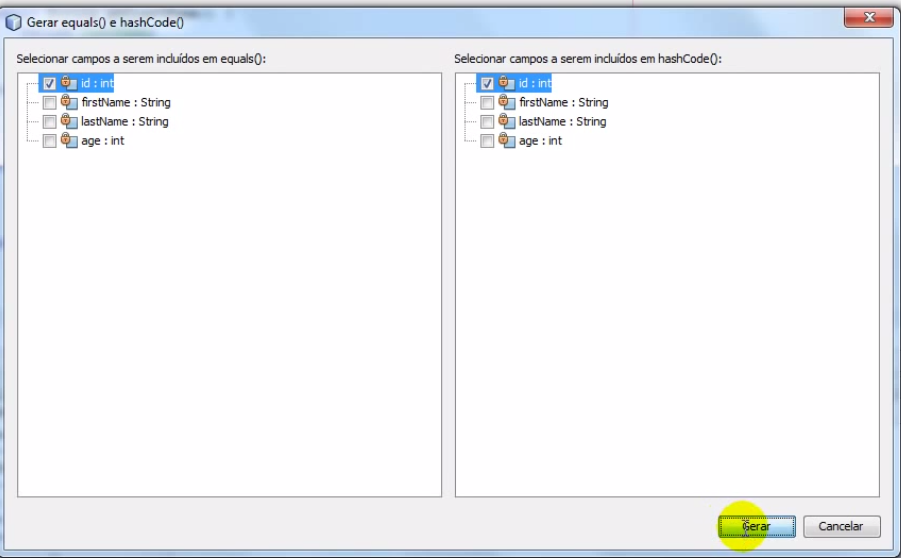 Gerar equals() e hashCode()
Selecionar campos a serem incluídos em equals():
id : int
firstName : String
lastName : String
age : int
Selecionar campos a serem incluídos em hashCode():
id : int
firstName : String
lastName : String
age : int
Gerar
Cancelar